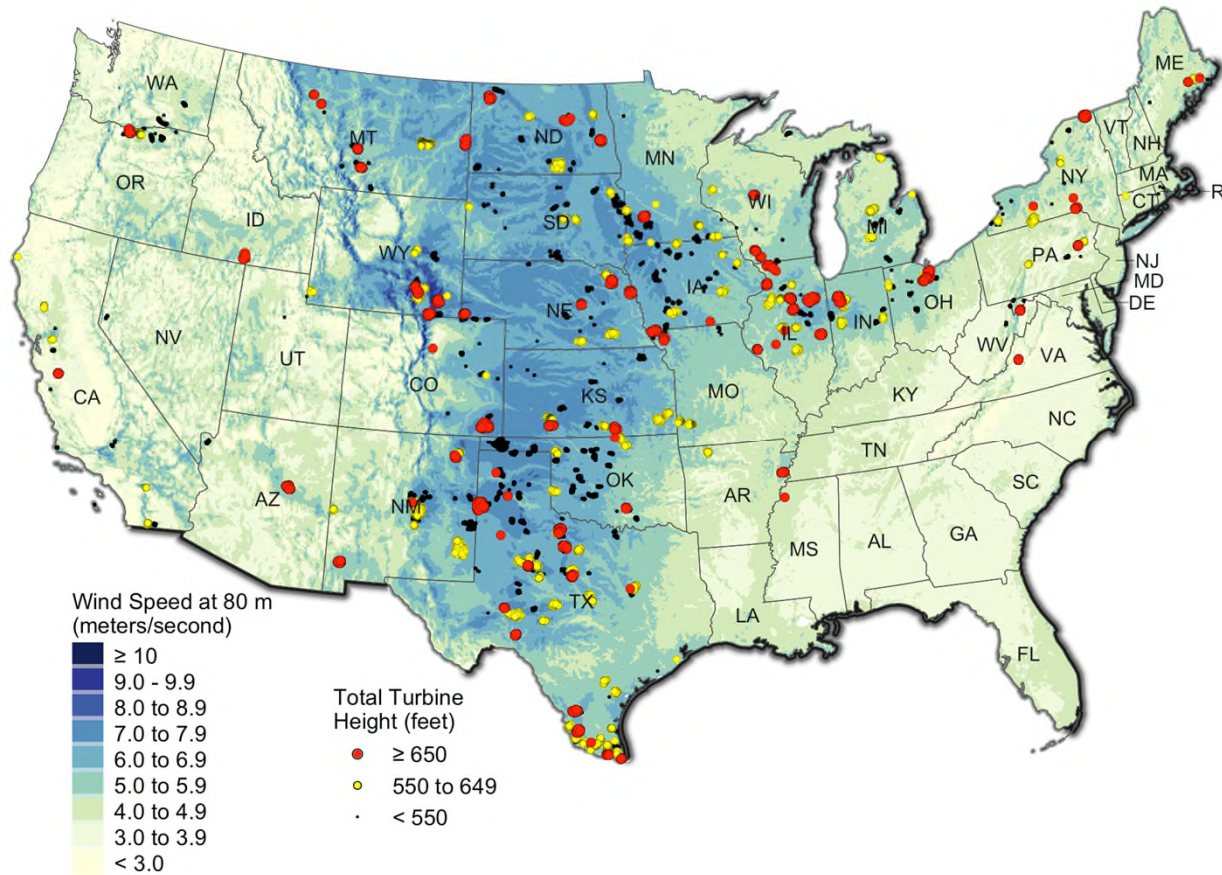 WA
ME
MT
ND
MN
VT
NH
OR
ID
SD
WI
NY
MA
CT
R
WY
MI
PA
NJ
MD
DE
IA
NE
OH
NV
UT
CO
IL
IN
WV
VA
CA
KS
MO
KY
NC
TN
AZ
NM
OK
AR
SC
MS
AL
GA
TX
LA
FL
Wind Speed at 80 m
(meters/second)
≥ 10
9.0 - 9.9
8.0 to 8.9
7.0 to 7.9
6.0 to 6.9
5.0 to 5.9
4.0 to 4.9
3.0 to 3.9
< 3.0
Total Turbine
Height (feet)
≥ 650
550 to 649
< 550